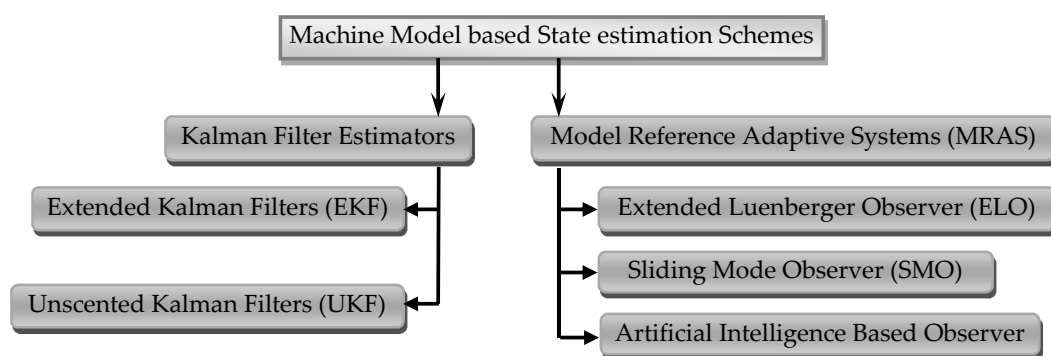 Machine Model based State estimation Schemes
Kalman Filter Estimators
Model Reference Adaptive Systems (MRAS)
Extended Kalman Filters (EKF)
Extended Luenberger Observer (ELO)
Sliding Mode Observer (SMO)
Unscented Kalman Filters (UKF)
Artificial Intelligence Based Observer